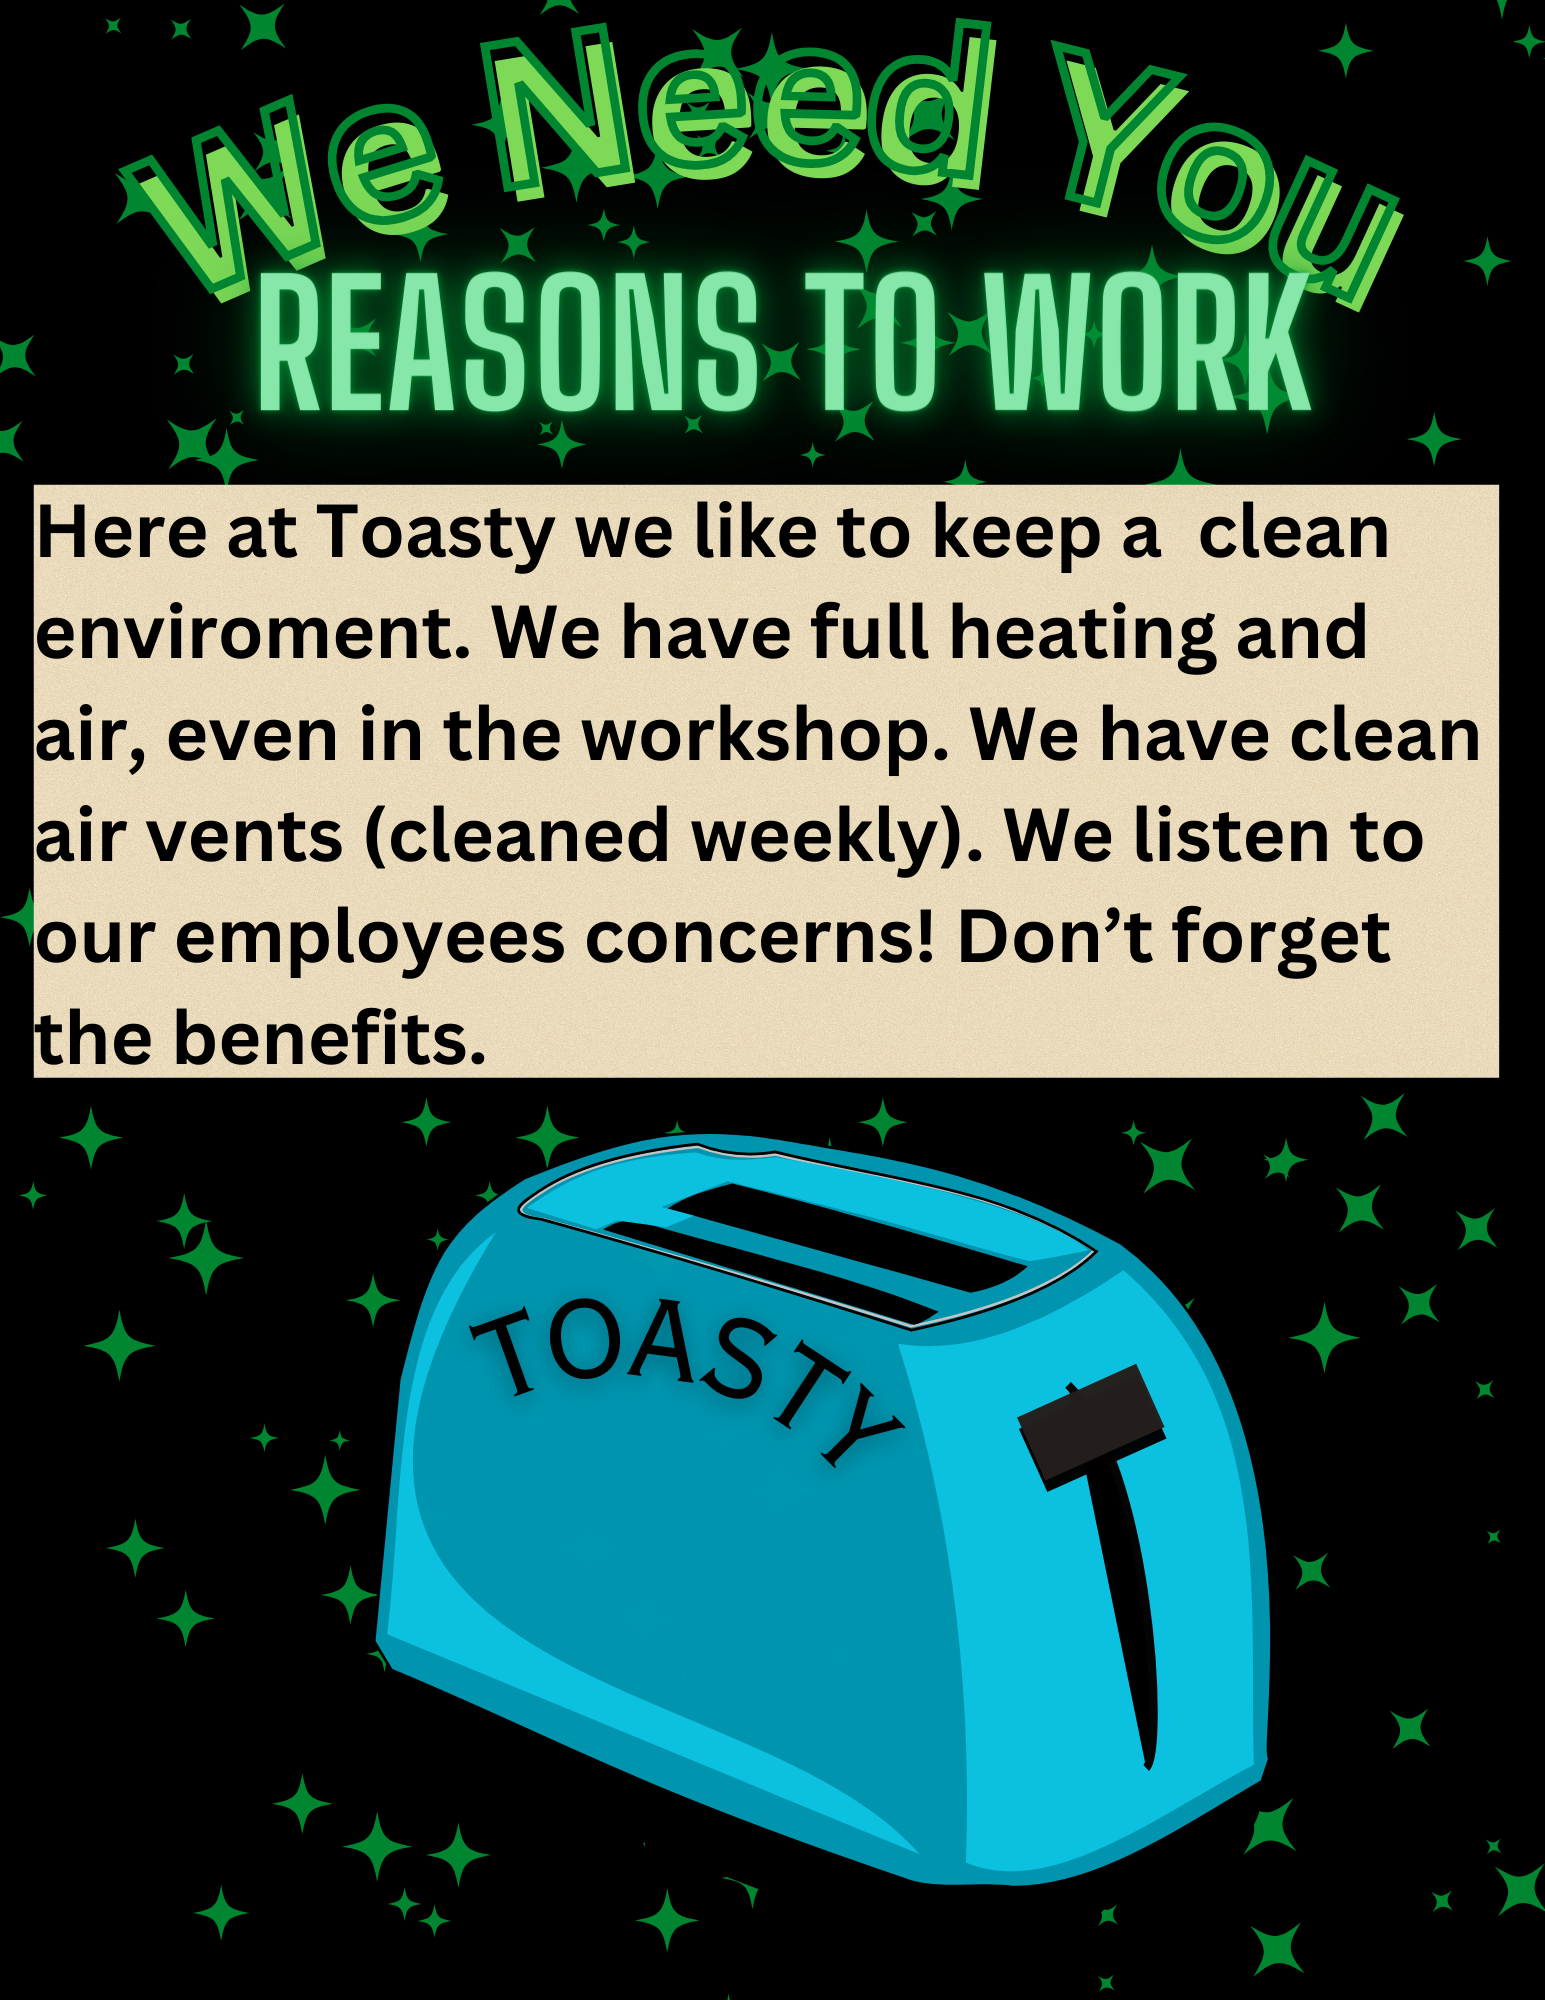 We Need You
REASONS TO WORK
Here at Toasty we like to keep a  clean
enviroment. We have full heating and
air, even in the workshop. We have clean
air vents (cleaned weekly). We listen to
our employees concerns! Don’t forget
the benefits.
TOASTY